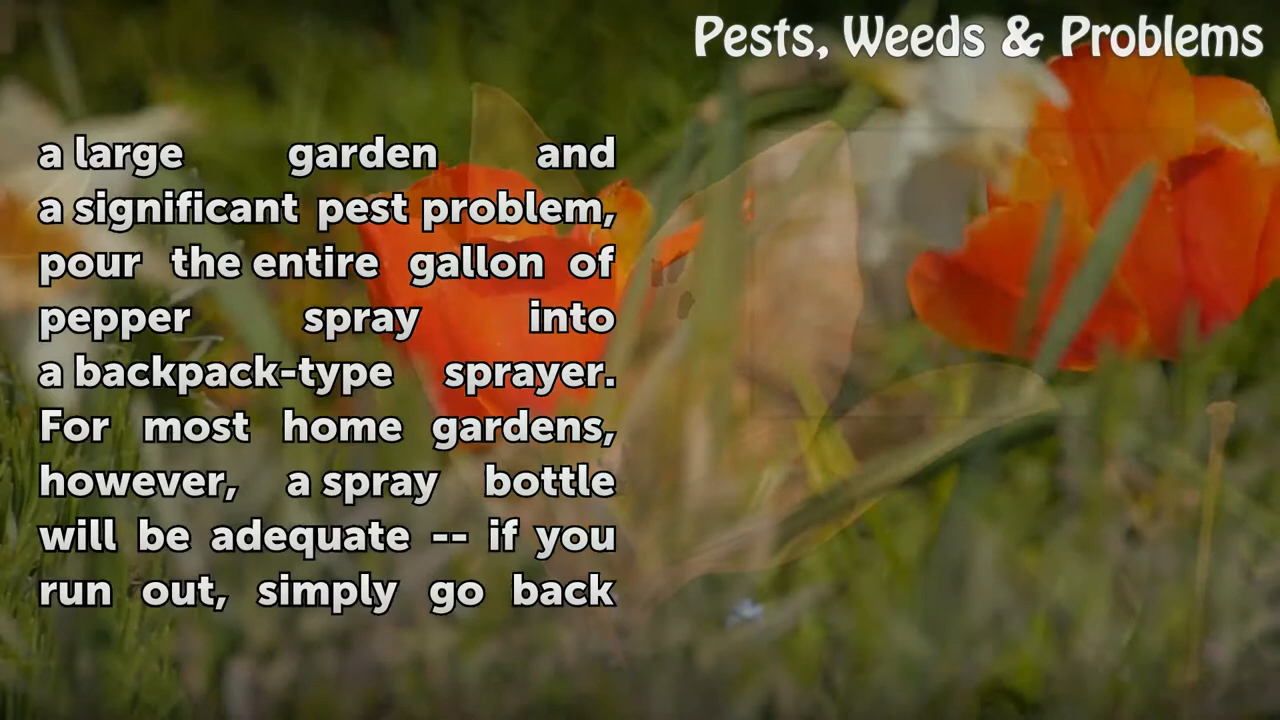 Pests, Weeds & Problems
a large garden and
a significant pest problem,
pour the entire gallon of
pepper spray into
a backpack-type sprayer.
For most home gardens,
however, a spray bottle
will be adequate -- if you
run out, simply go back